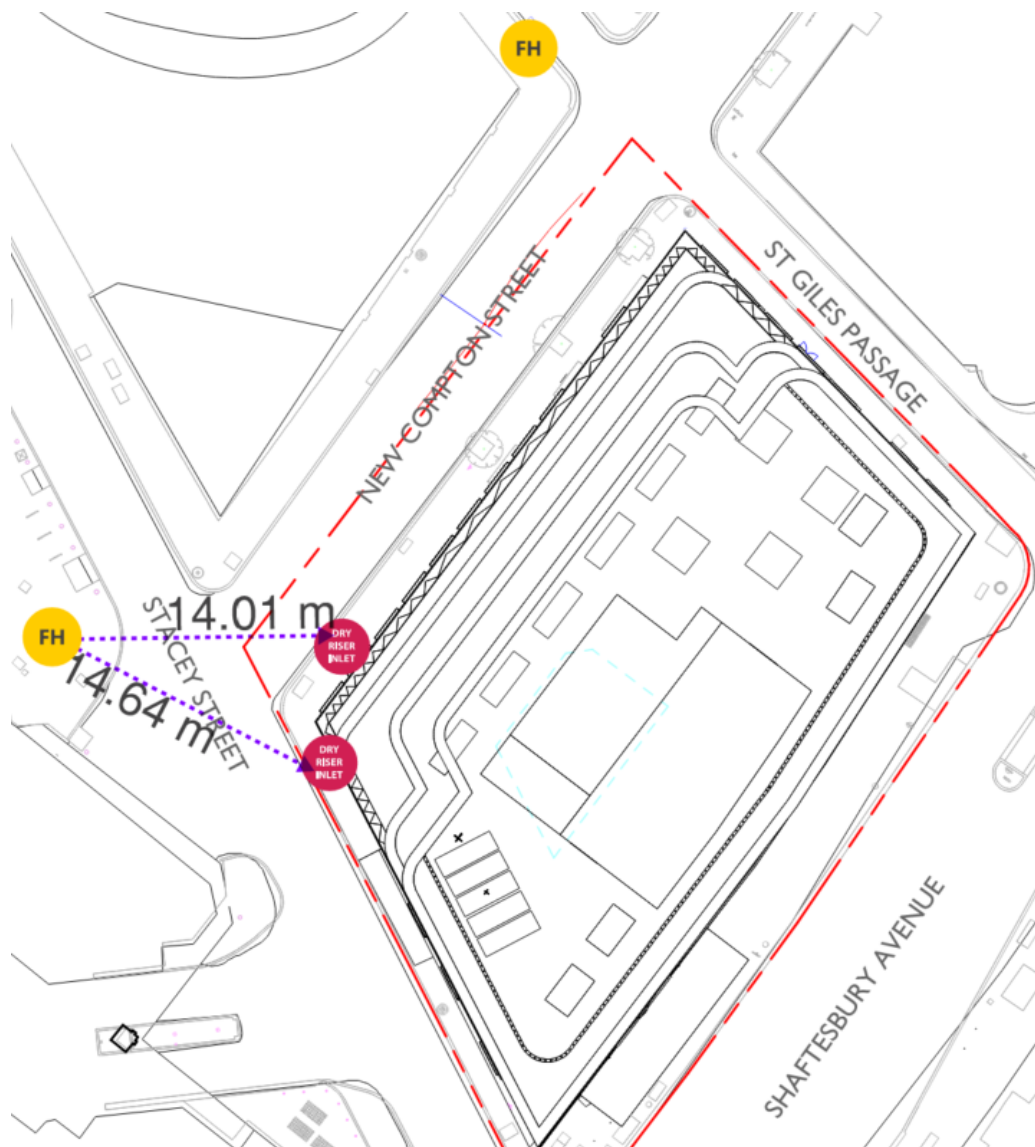 FH
ST GILES PASSAGE
NEW COMPTON STREET
14.01 m
DRY
RISER
INLET
FH
STACEY STREET
14.64 m
DRY
RISER
INLET
SHAFTESBURY AVENUE